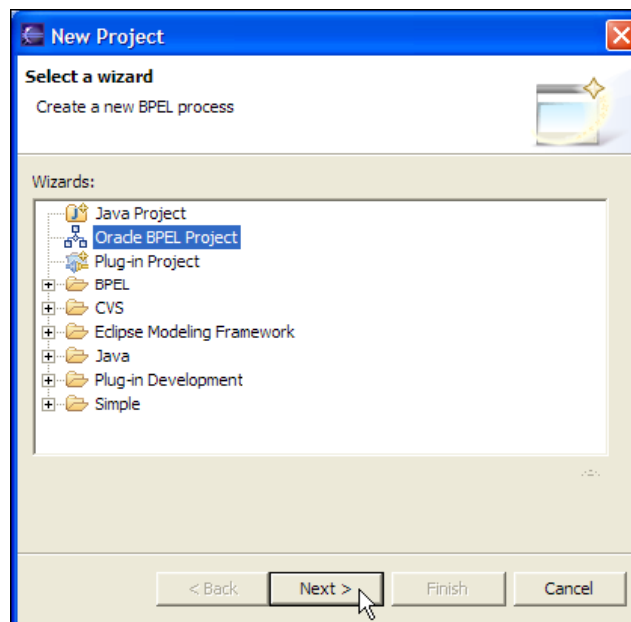 New Project
Select a wizard
Create a new BPEL process
Wizards:
Java Project
Oracle BPEL Project
Plug-in Project
BPEL
CVS
Eclipse Modeling Framework
Java
Plug-in Development
Simple
< Back Next > Finish Cancel